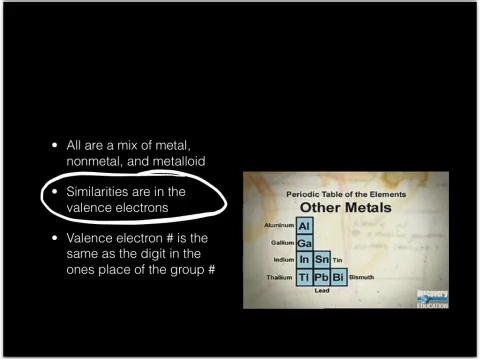 • All are a mix of metal,
nonmetal, and metalloid
• Similarities are in the
valence electrons
• Valence electron # is the
same as the digit in the
ones place of the group #
Periodic Table of the Elements
Other Metals
Aluminum Al
Gallium Ga
Indium In Sn Tin
Thallium Tl Pb Bi Bismuth
Lead
Discovery
EDUCATION